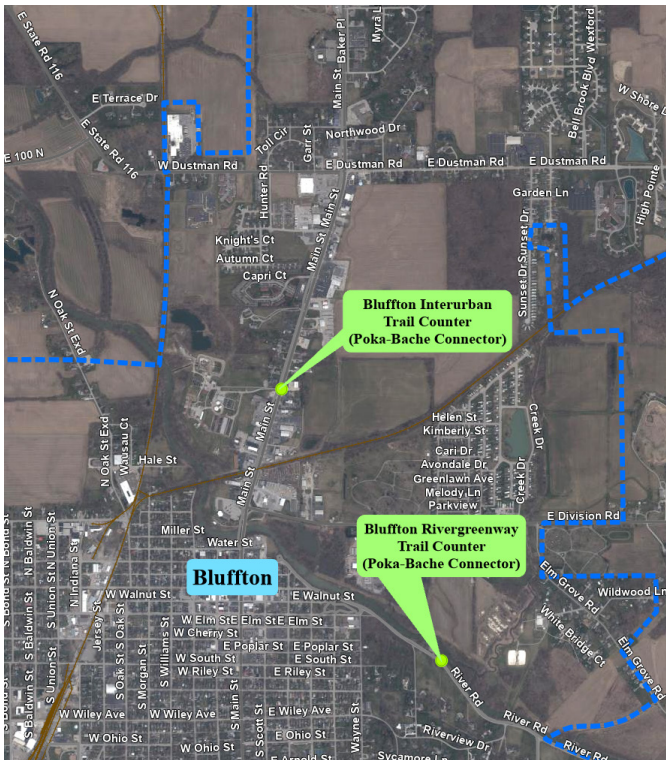 E State Rd 116
E Terrace Dr
E 100 N
E State Rd 116
W Dustman Rd
Toll Cir
Garr St
Main St
Baker Pl
Myra L
Northwood Dr
E Dustman Rd
E Dustman Rd
E Dustman Rd
Bell Brook Blvd
Wexford
W Shore L
High Pointe
Garden Ln
Hunter Rd
Main St
Main St
Knight's Ct
Autumn Ct
Capri Ct
Sunset Dr
Sunset Dr
N Oak St Exd
Bluffton Interurban
Trail Counter
(Poka-Bache Connector)
Main St
Helen St
Kimberly St
Cari Dr
Avondale Dr
Greenlawn Ave
Melody Ln
Parkview
Creek Dr
Creek Dr
N Oak St Exd
Wausau Ct
Hale St
Main St
E Division Rd
Bluffton Rivergreenway
Trail Counter
(Poka-Bache Connector)
Miller St
Water St
Bluffton
S Bond St
N Bond St
N Baldwin St
S Baldwin St
S Baldwin St
N Union St
S Union St
S Union St
N Indiana St
Jersey St
S Oak St
S Oak St
S Morgan St
S Williams St
W Walnut St
E Walnut St
W Elm St
E Elm St
E Elm St
W Cherry St
E Poplar St
E Poplar St
W South St
E South St
W Riley St
E Riley St
S Main St
S Scott St
Wayne St
W Wiley Ave
W Wiley Ave
E Wiley Ave
W Ohio St
W Ohio St
E Ohio St
E Arnold St
Elm Grove Rd
Wildwood Ln
White Bridge Ct
Elm Grove Rd
River Rd
River Rd
River Rd
Riverview Dr
Sycamore Ln